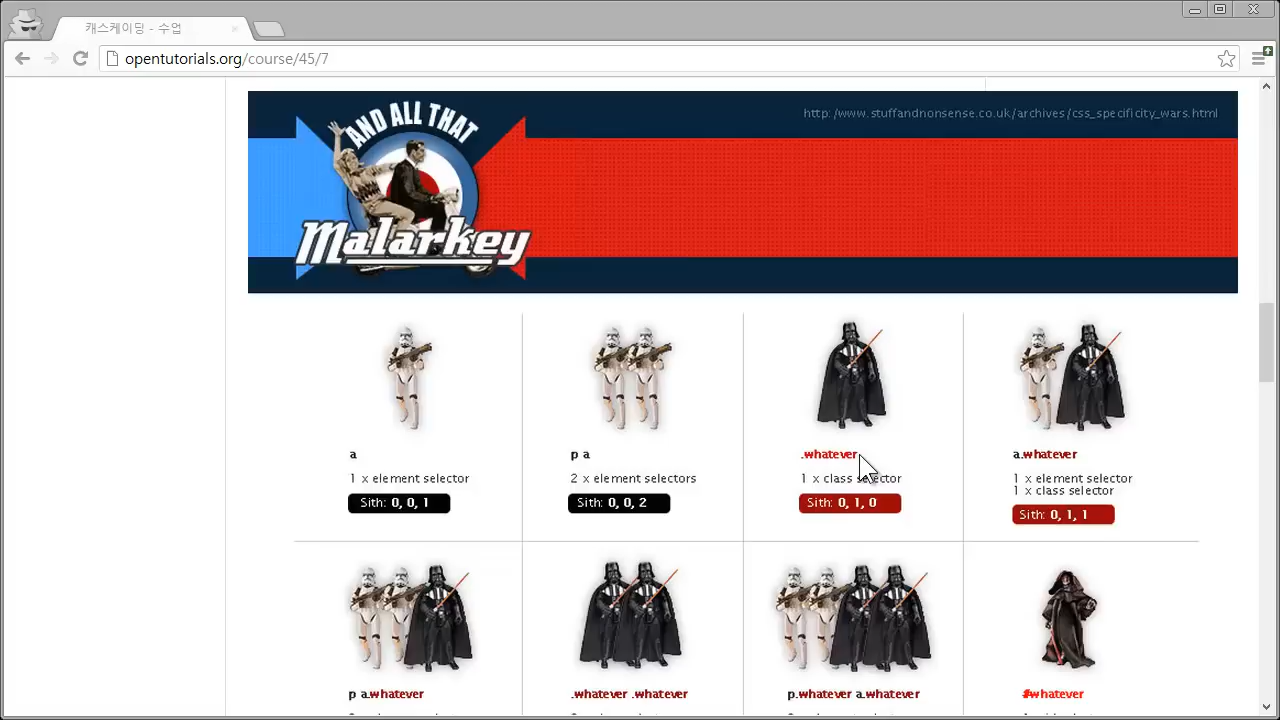 캐스케이딩 - 수업
opentutorials.org/course/45/7
http://www.stuffandnonsense.co.uk/archives/css_specificity_wars.html
AND ALL THAT
Malarkey
a
1 x element selector
Sith: 0, 0, 1
p a
2 x element selectors
Sith: 0, 0, 2
.whatever
1 x class selector
Sith: 0, 1, 0
a.whatever
1 x element selector
1 x class selector
Sith: 0, 1, 1
p a.whatever
.whatever .whatever
p.whatever a.whatever
#whatever